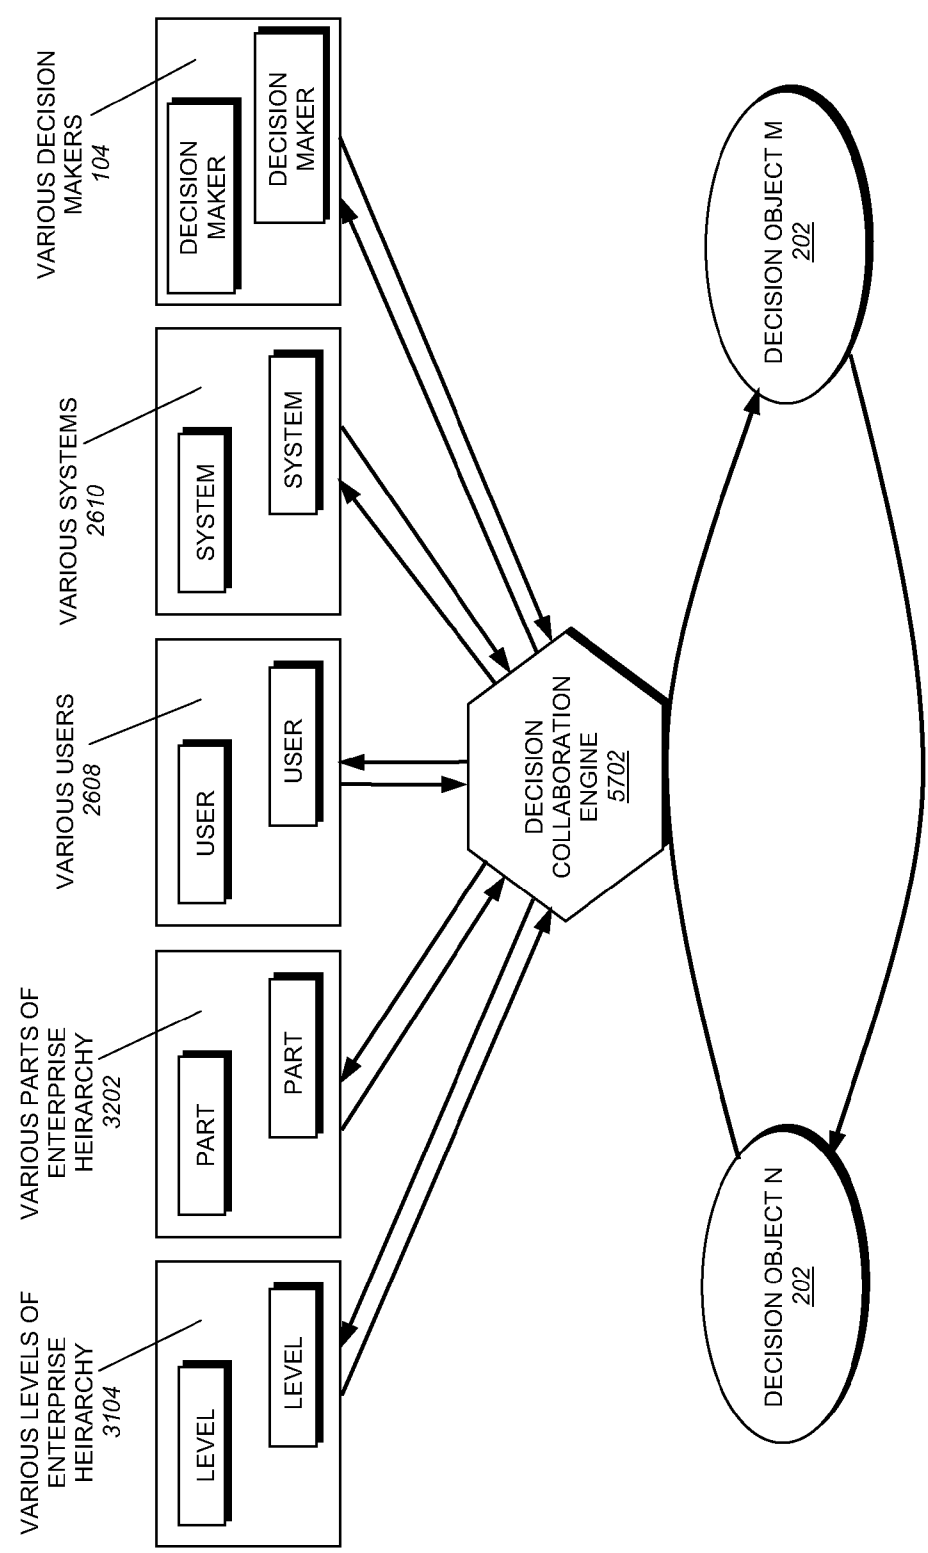 VARIOUS LEVELS OF
ENTERPRISE
HEIRARCHY
3104
LEVEL
LEVEL
VARIOUS PARTS OF
ENTERPRISE
HEIRARCHY
3202
PART
PART
VARIOUS USERS
2608
USER
USER
VARIOUS SYSTEMS
2610
SYSTEM
SYSTEM
VARIOUS DECISION
MAKERS
104
DECISION
MAKER
DECISION
MAKER
DECISION
COLLABORATION
ENGINE
5702
DECISION OBJECT N
202
DECISION OBJECT M
202